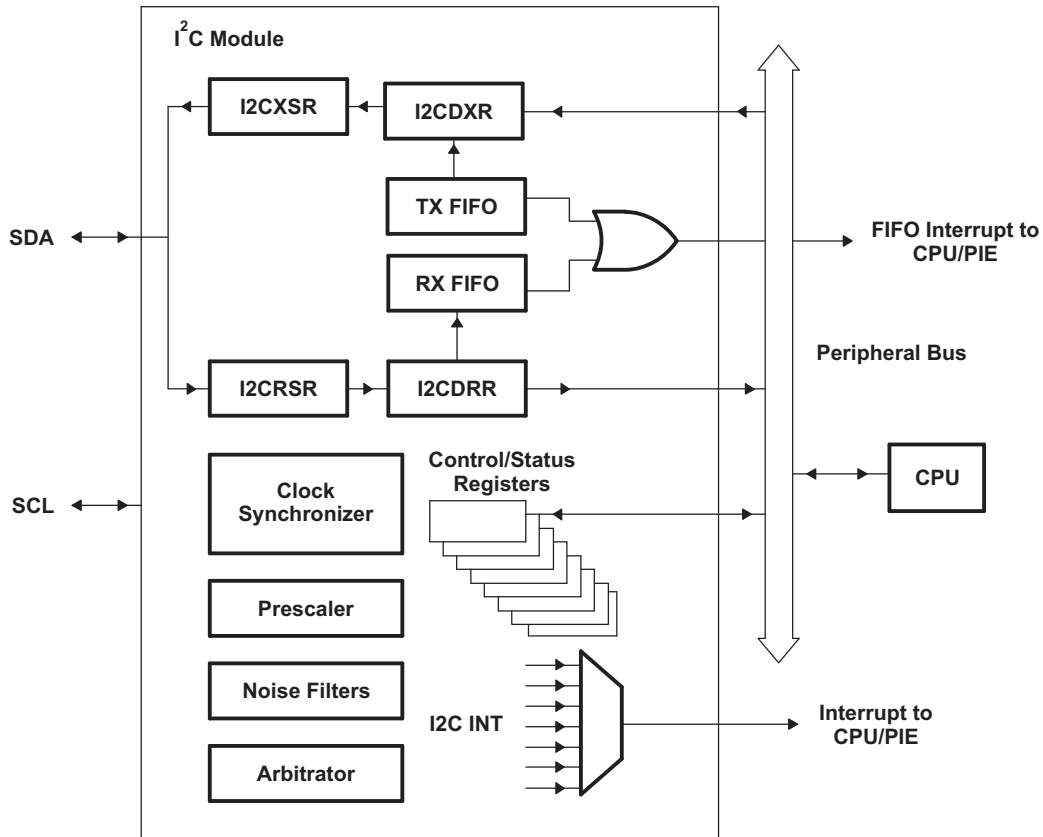 I2C Module
I2CXSR
I2CDXR
TX FIFO
SDA
FIFO Interrupt to
CPU/PIE
RX FIFO
Peripheral Bus
I2CRSR
I2CDRR
Control/Status
Registers
CPU
SCL
Clock
Synchronizer
Prescaler
Noise Filters
I2C INT
Interrupt to
CPU/PIE
Arbitrator